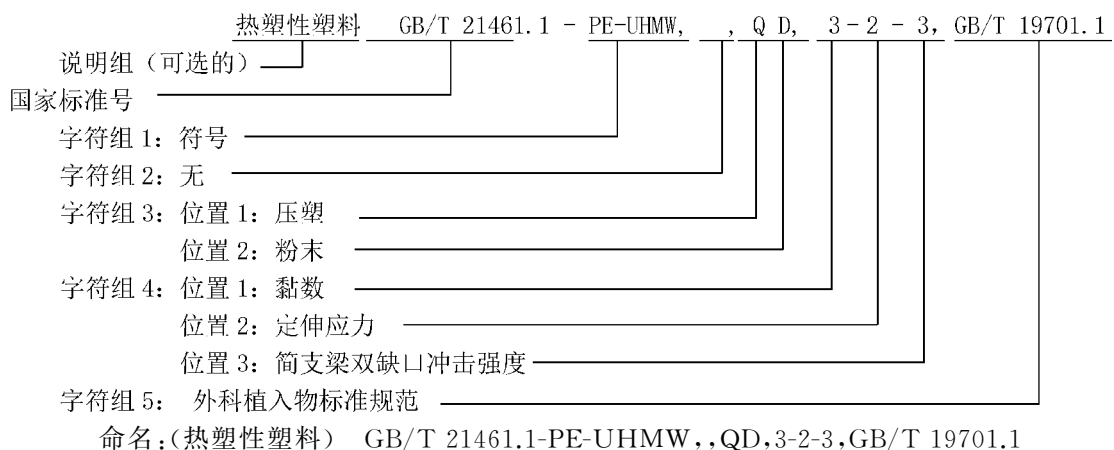 热塑性塑料 GB/T 21461.1 - PE-UHMW, , Q D, 3 - 2 - 3, GB/T 19701.1
说明组（可选的）
国家标准号
字符组 1：符号
字符组 2：无
字符组 3：位置 1：压塑
位置 2：粉末
字符组 4：位置 1：黏数
位置 2：定伸应力
位置 3：简支梁双缺口冲击强度
字符组 5： 外科植入物标准规范
命名：(热塑性塑料) GB/T 21461.1-PE-UHMW,,QD,3-2-3,GB/T 19701.1